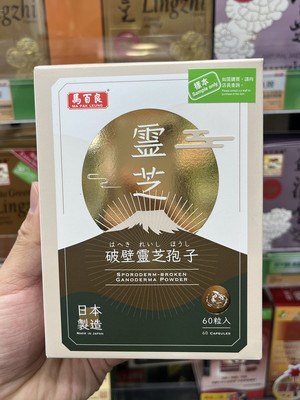 Lingzhi
樣本
Sample only
馬百良
MA PAK LEUNG
霊
芝
はへき れいし ほうし
破壁靈芝孢子
SPORODERM-BROKEN
GANODERMA POWDER
日本
製造
Made in Japan
60粒入
60 CAPSULES